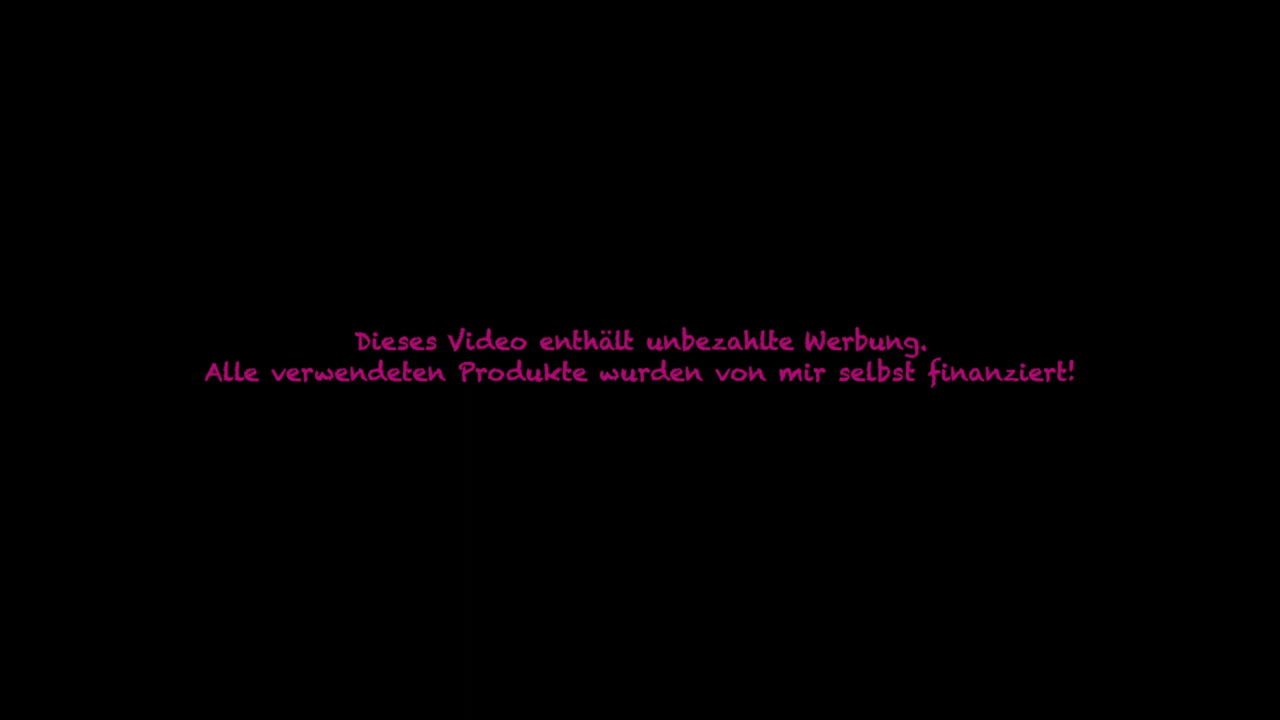 Dieses Video enthält unbezahlte Werbung.
Alle verwendeten Produkte wurden von mir selbst finanziert!